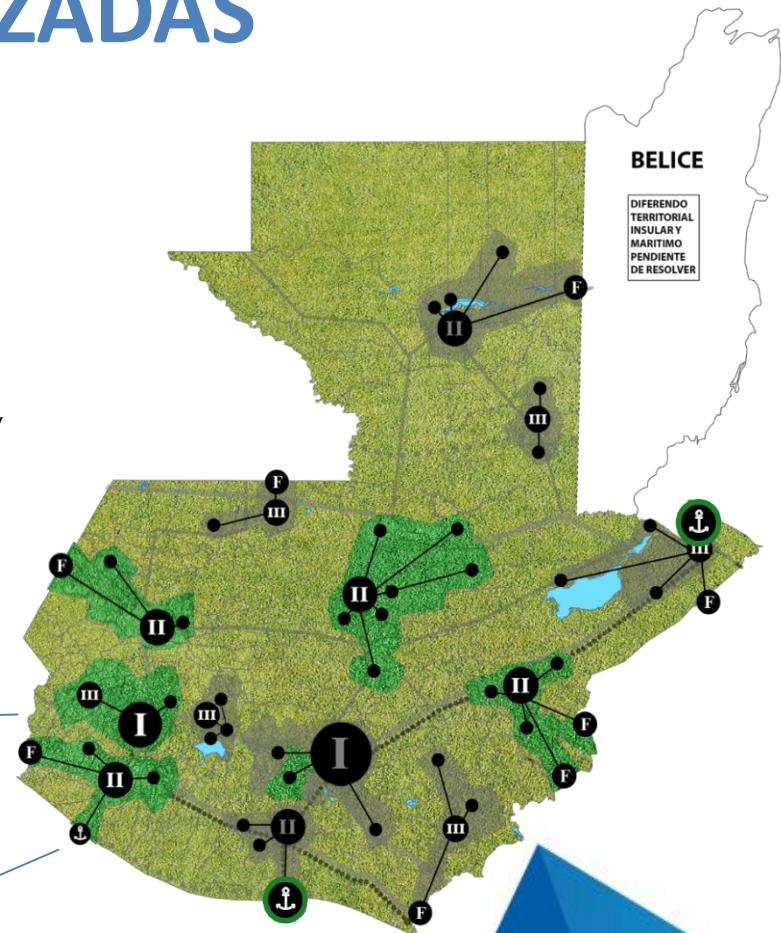 ZADAS
BELICE
DIFERENDO
TERRITORIAL
INSULAR Y
MARITIMO
PENDIENTE
DE RESOLVER
F
II
III
F
III
III
F
F
II
II
II
III
I
III
F
I
F
II
F
II
III
F